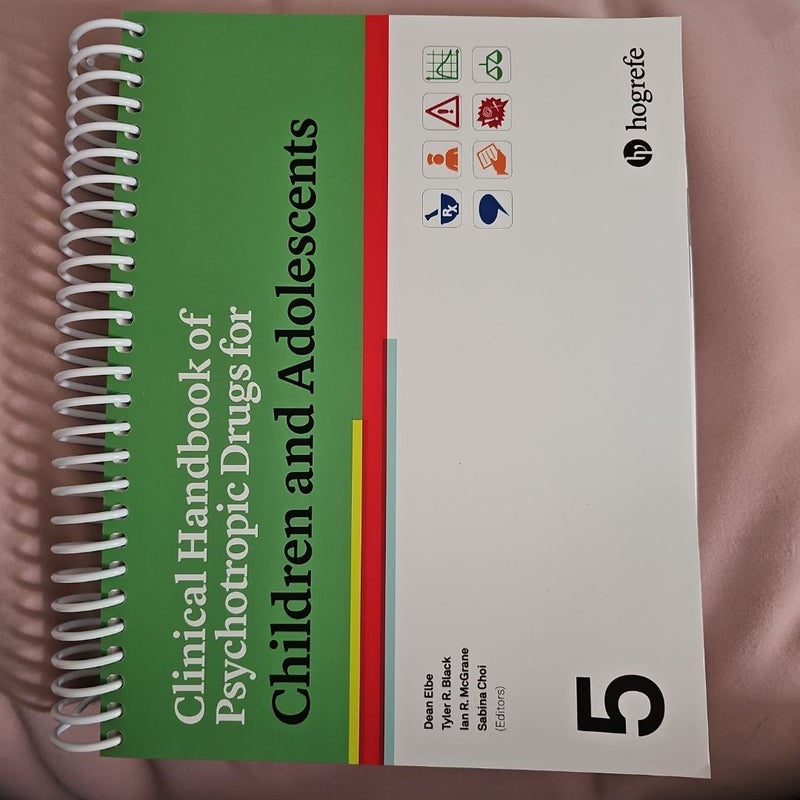 Clinical Handbook of
Psychotropic Drugs for
Children and Adolescents
Rx
Dean Elbe
Tyler R. Black
Ian R. McGrane
Sabina Choi
(Editors)
5
hogrefe